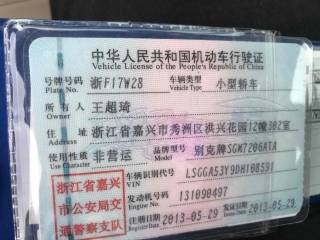 中华人民共和国机动车行驶证
Vehicle License of the People's Republic of China
号牌号码 浙F17W28 车辆类型 小型轿车
Plate No. Vehicle Type
所有人 王超琦
Owner
住址 浙江省嘉兴市秀洲区洪兴花园12幢302室
Address
使用性质 非营运 品牌型号 别克牌SGM7206ATA
Use Character Model
浙江省嘉兴
市公安局交
通警察支队
车辆识别代号 LSGGA53Y9DH108591
VIN
发动机号码 131090497
Engine No.
注册日期 2013-05-29 发证日期 2013-05-29
Register Date Issue Date